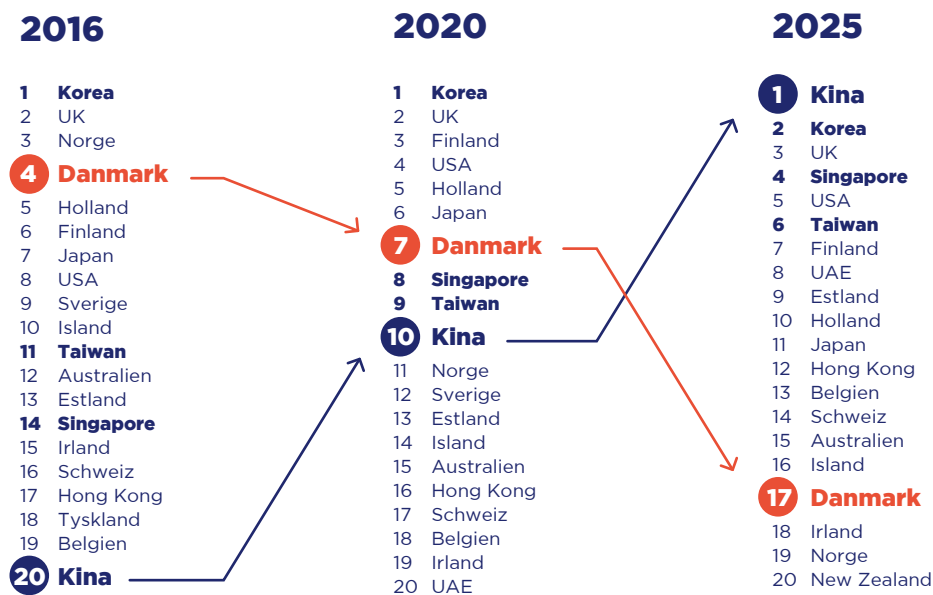 2016
1 Korea
2 UK
3 Norge
4 Danmark
5 Holland
6 Finland
7 Japan
8 USA
9 Sverige
10 Island
11 Taiwan
12 Australien
13 Estland
14 Singapore
15 Irland
16 Schweiz
17 Hong Kong
18 Tyskland
19 Belgien
20 Kina
2020
1 Korea
2 UK
3 Finland
4 USA
5 Holland
6 Japan
7 Danmark
8 Singapore
9 Taiwan
10 Kina
11 Norge
12 Sverige
13 Estland
14 Island
15 Australien
16 Hong Kong
17 Schweiz
18 Belgien
19 Irland
20 UAE
2025
1 Kina
2 Korea
3 UK
4 Singapore
5 USA
6 Taiwan
7 Finland
8 UAE
9 Estland
10 Holland
11 Japan
12 Hong Kong
13 Belgien
14 Schweiz
15 Australien
16 Island
17 Danmark
18 Irland
19 Norge
20 New Zealand